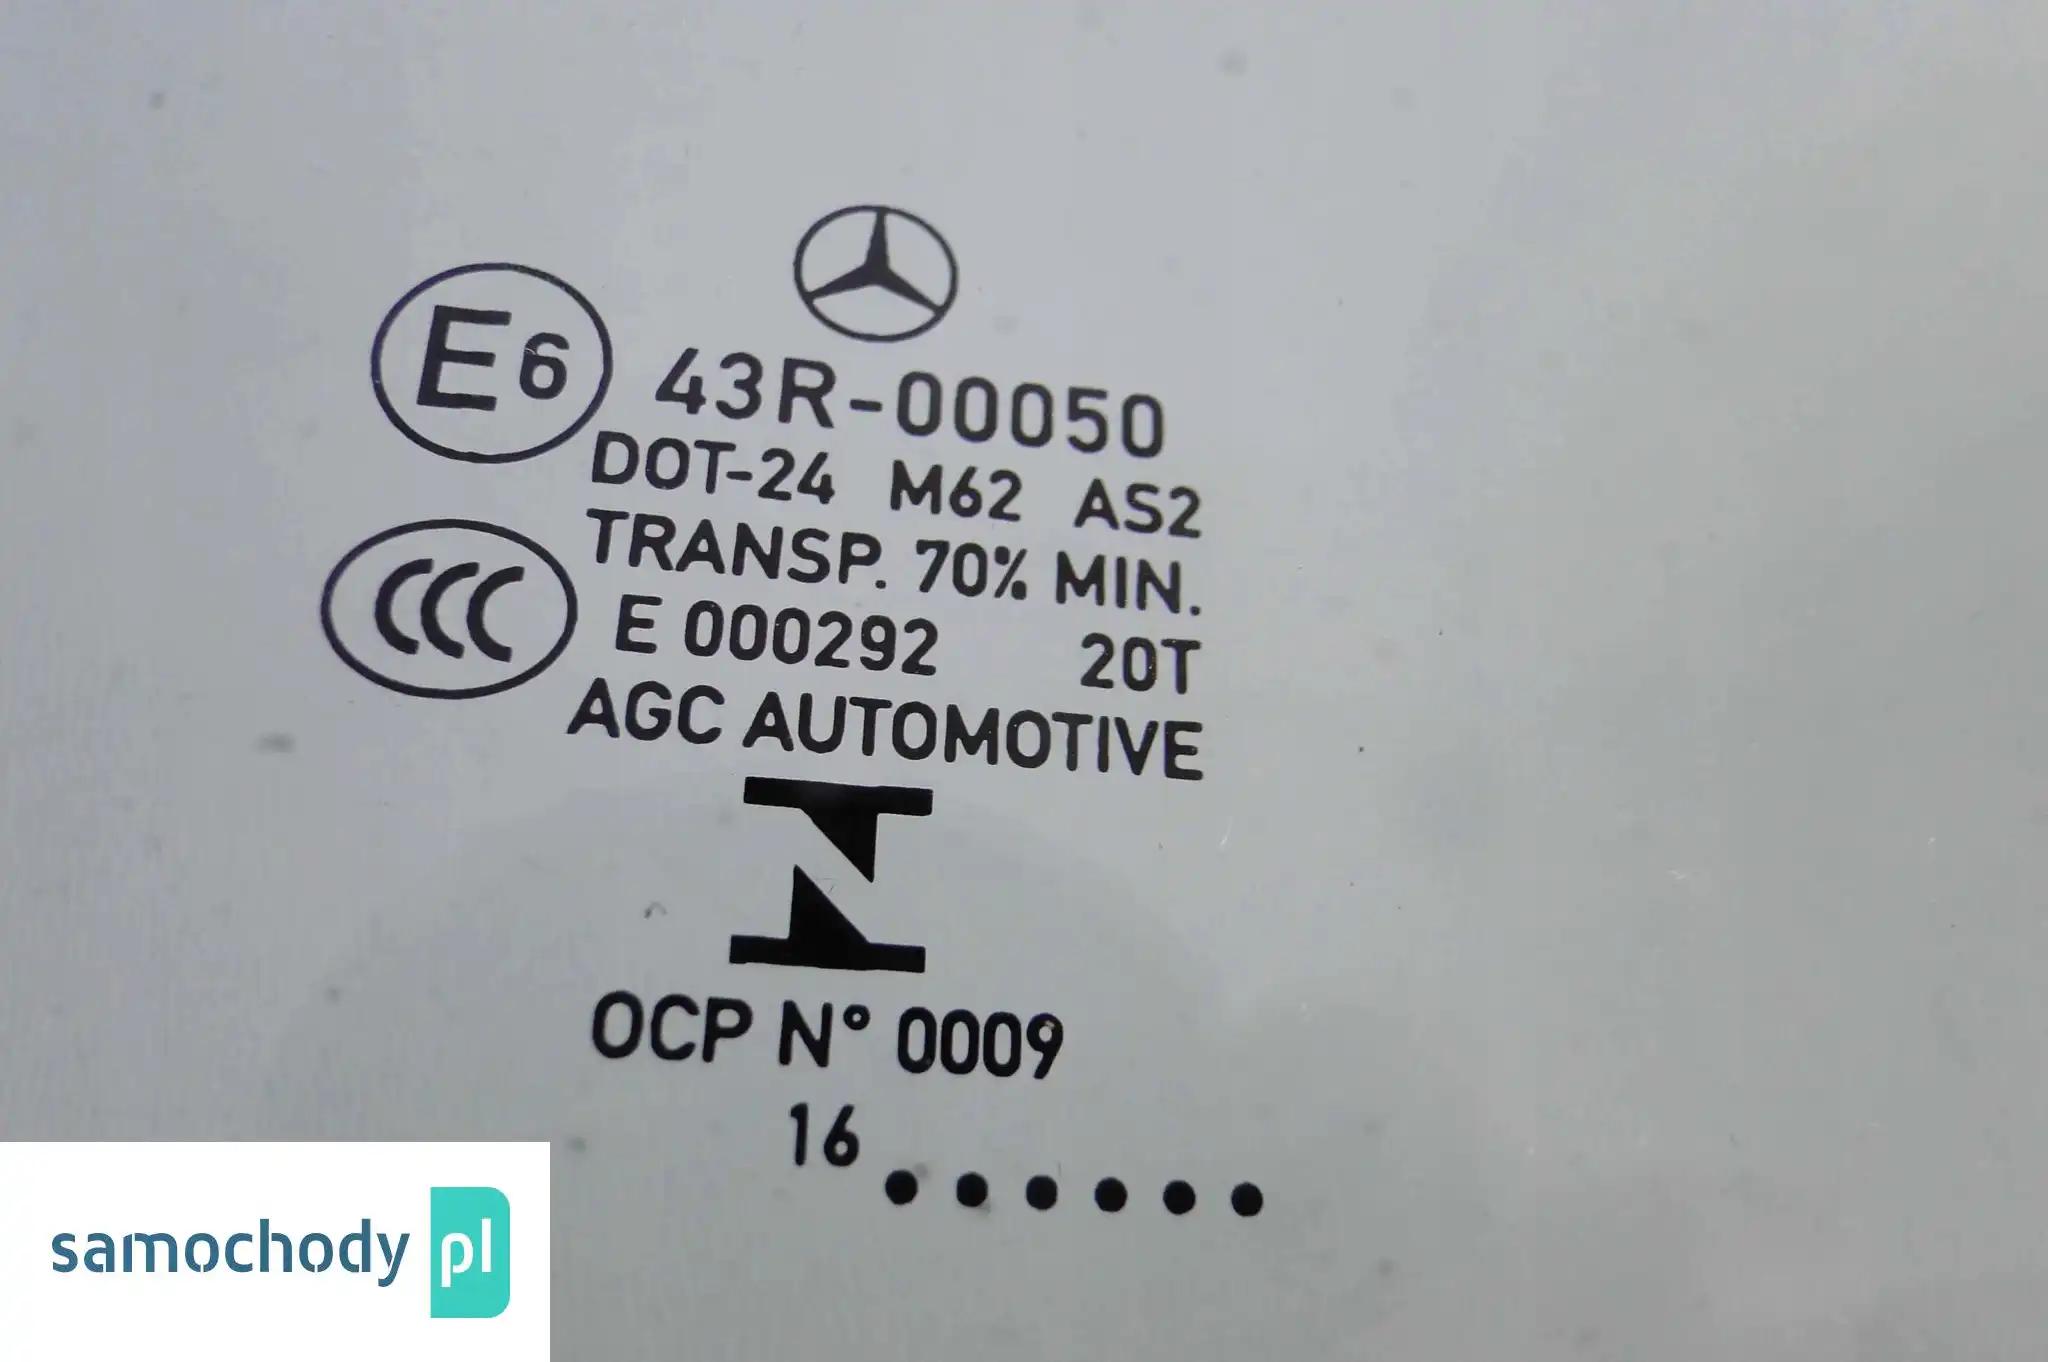 E6
43R-00050
DOT-24 M62 AS2
TRANSP. 70% MIN.
CCC
E 000292 20T
AGC AUTOMOTIVE
OCP N° 0009
16 ......
samochody pl